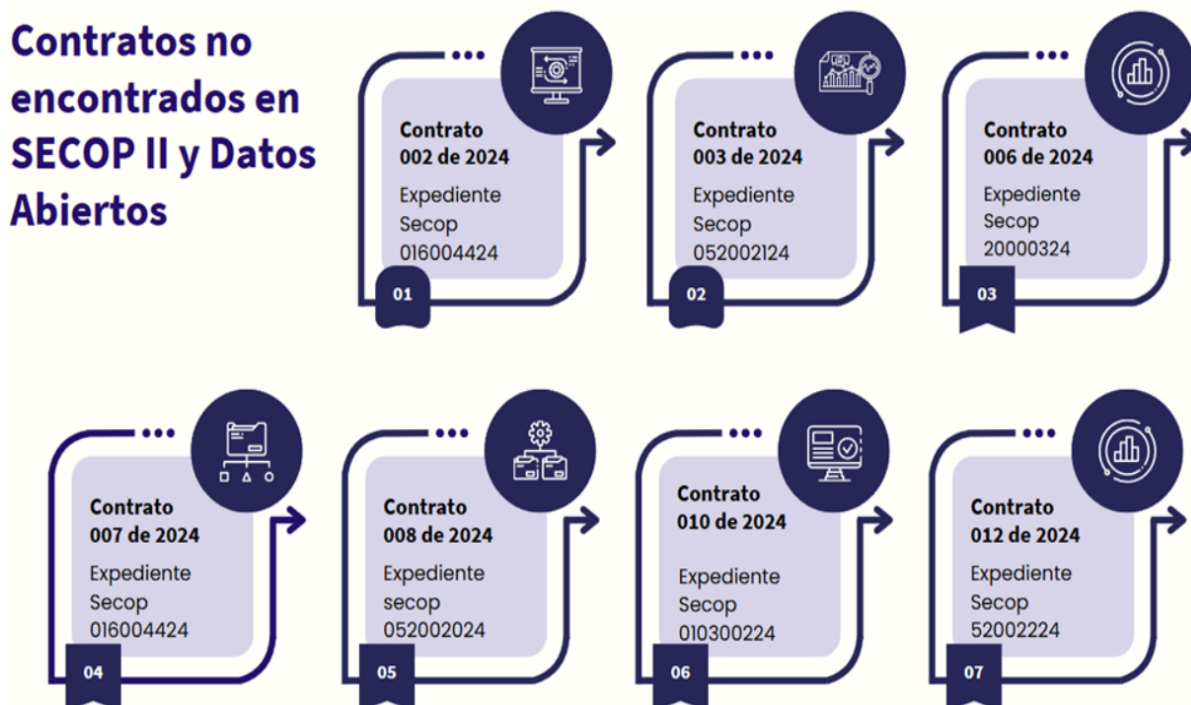 Contratos no
encontrados en
SECOP II y Datos
Abiertos
Contrato
002 de 2024
Expediente
Secop
016004424
01
Contrato
003 de 2024
Expediente
Secop
052002124
02
Contrato
006 de 2024
Expediente
Secop
20000324
03
Contrato
007 de 2024
Expediente
Secop
016004424
04
Contrato
008 de 2024
Expediente
secop
052002024
05
Contrato
010 de 2024
Expediente
Secop
010300224
06
Contrato
012 de 2024
Expediente
Secop
52002224
07